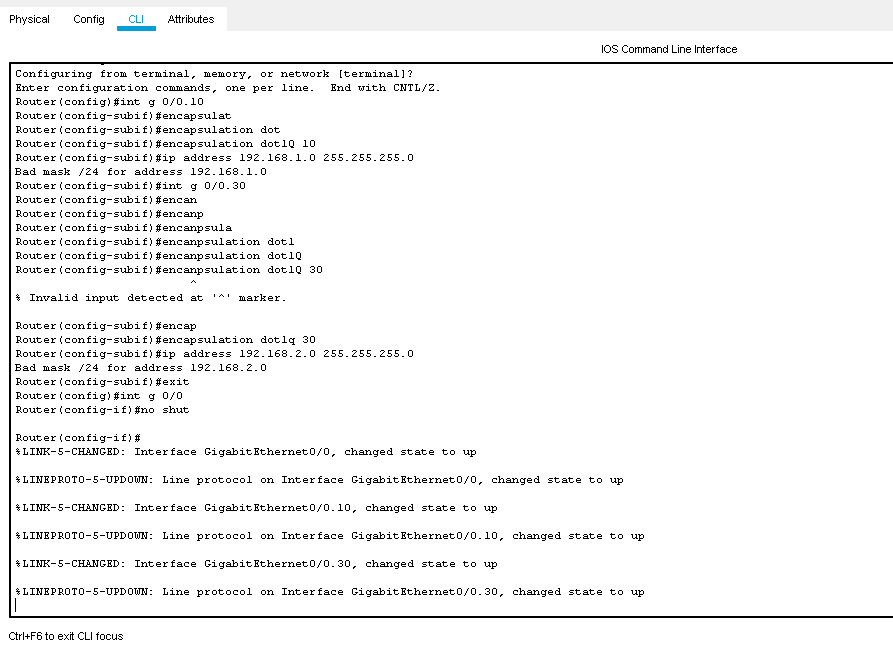 Physical Config CLI Attributes
IOS Command Line Interface
Configuring from terminal, memory, or network [terminal]?
Enter configuration commands, one per line.  End with CNTL/Z.
Router(config)#int g 0/0.10
Router(config-subif)#encapsulat
Router(config-subif)#encapsulation dot
Router(config-subif)#encapsulation dot1Q 10
Router(config-subif)#ip address 192.168.1.0 255.255.255.0
Bad mask /24 for address 192.168.1.0
Router(config-subif)#int g 0/0.30
Router(config-subif)#encan
Router(config-subif)#encanp
Router(config-subif)#encanpsula
Router(config-subif)#encanpsulation dot1
Router(config-subif)#encanpsulation dot1Q
Router(config-subif)#encanpsulation dot1Q 30
^
% Invalid input detected at '^' marker.
Router(config-subif)#encap
Router(config-subif)#encapsulation dot1q 30
Router(config-subif)#ip address 192.168.2.0 255.255.255.0
Bad mask /24 for address 192.168.2.0
Router(config-subif)#exit
Router(config)#int g 0/0
Router(config-if)#no shut
Router(config-if)#
%LINK-5-CHANGED: Interface GigabitEthernet0/0, changed state to up
%LINEPROTO-5-UPDOWN: Line protocol on Interface GigabitEthernet0/0, changed state to up
%LINK-5-CHANGED: Interface GigabitEthernet0/0.10, changed state to up
%LINEPROTO-5-UPDOWN: Line protocol on Interface GigabitEthernet0/0.10, changed state to up
%LINK-5-CHANGED: Interface GigabitEthernet0/0.30, changed state to up
%LINEPROTO-5-UPDOWN: Line protocol on Interface GigabitEthernet0/0.30, changed state to up
Ctrl+F6 to exit CLI focus